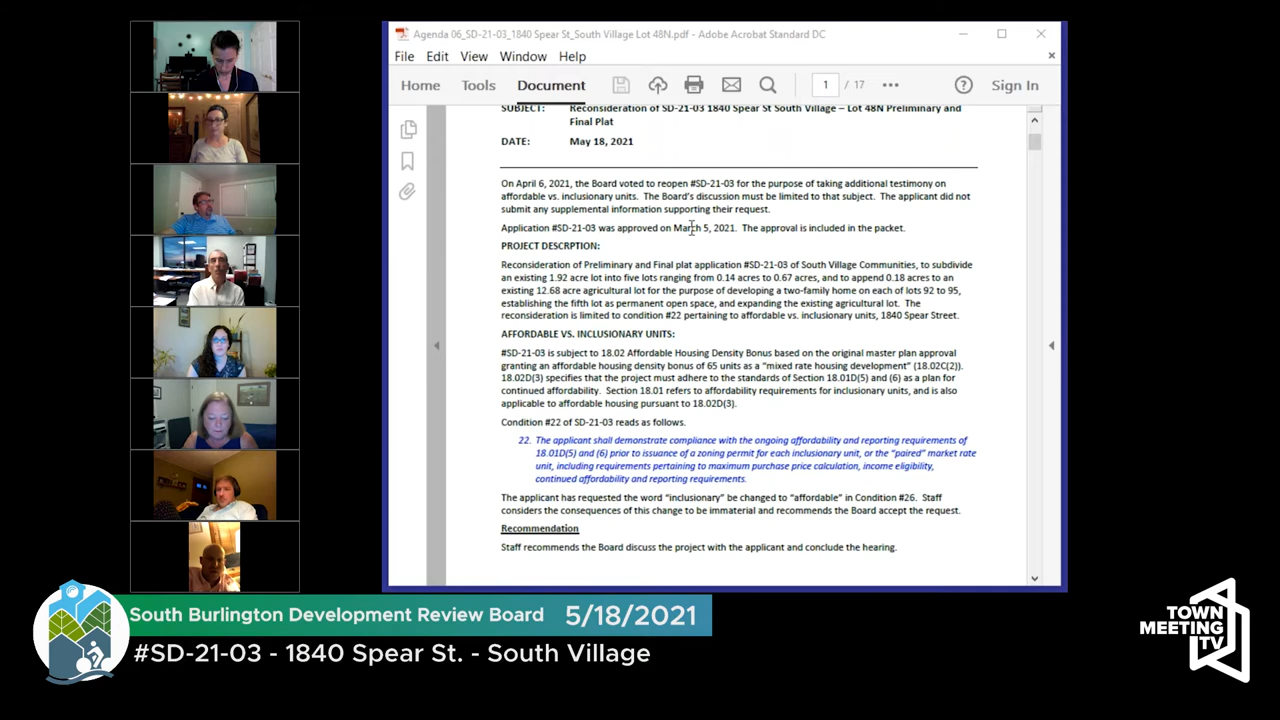 Agenda 06_SD-21-03_1840 Spear St_South Village Lot 48N.pdf - Adobe Acrobat Standard DC
File Edit View Window Help
Home Tools Document 1 / 17 Sign In
SUBJECT: Reconsideration of SD-21-03 1840 Spear St South Village – Lot 48N Preliminary and
Final Plat
DATE: May 18, 2021
On April 6, 2021, the Board voted to reopen #SD-21-03 for the purpose of taking additional testimony on
affordable vs. inclusionary units. The Board's discussion must be limited to that subject. The applicant did not
submit any supplemental information supporting their request.
Application #SD-21-03 was approved on March 5, 2021. The approval is included in the packet.
PROJECT DESCRPTION:
Reconsideration of Preliminary and Final plat application #SD-21-03 of South Village Communities, to subdivide
an existing 1.92 acre lot into five lots ranging from 0.14 acres to 0.67 acres, and to append 0.18 acres to an
existing 12.68 acre agricultural lot for the purpose of developing a two-family home on each of lots 92 to 95,
establishing the fifth lot as permanent open space, and expanding the existing agricultural lot. The
reconsideration is limited to condition #22 pertaining to affordable vs. inclusionary units, 1840 Spear Street.
AFFORDABLE VS. INCLUSIONARY UNITS:
#SD-21-03 is subject to 18.02 Affordable Housing Density Bonus based on the original master plan approval
granting an affordable housing density bonus of 65 units as a "mixed rate housing development" (18.02C(2)).
18.02D(3) specifies that the project must adhere to the standards of Section 18.01D(5) and (6) as a plan for
continued affordability. Section 18.01 refers to affordability requirements for inclusionary units, and is also
applicable to affordable housing pursuant to 18.02D(3).
Condition #22 of SD-21-03 reads as follows.
22. The applicant shall demonstrate compliance with the ongoing affordability and reporting requirements of
18.01D(5) and (6) prior to issuance of a zoning permit for each inclusionary unit, or the "paired" market rate
unit, including requirements pertaining to maximum purchase price calculation, income eligibility,
continued affordability and reporting requirements.
The applicant has requested the word "inclusionary" be changed to "affordable" in Condition #26. Staff
considers the consequences of this change to be immaterial and recommends the Board accept the request.
Recommendation
Staff recommends the Board discuss the project with the applicant and conclude the hearing.
South Burlington Development Review Board 5/18/2021
#SD-21-03 - 1840 Spear St. - South Village
TOWN
MEETING
TV